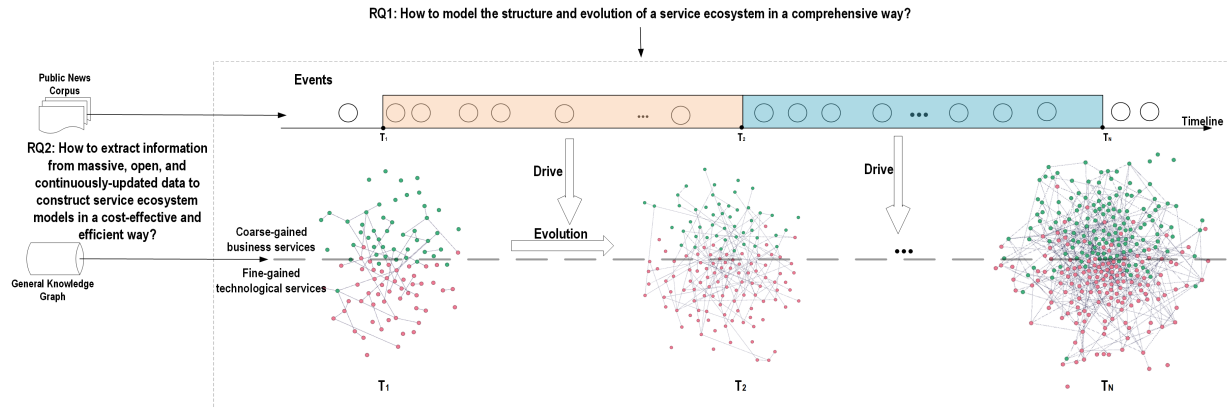 RQ1: How to model the structure and evolution of a service ecosystem in a comprehensive way?
Public News
Corpus
Events
...
...
T1
T2
TN
Timeline
RQ2: How to extract information
from massive, open, and
continuously-updated data to
construct service ecosystem
models in a cost-effective and
efficient way?
Drive
Drive
Evolution
...
Coarse-gained
business services
Fine-gained
technological services
General Knowledge
Graph
T1
T2
TN